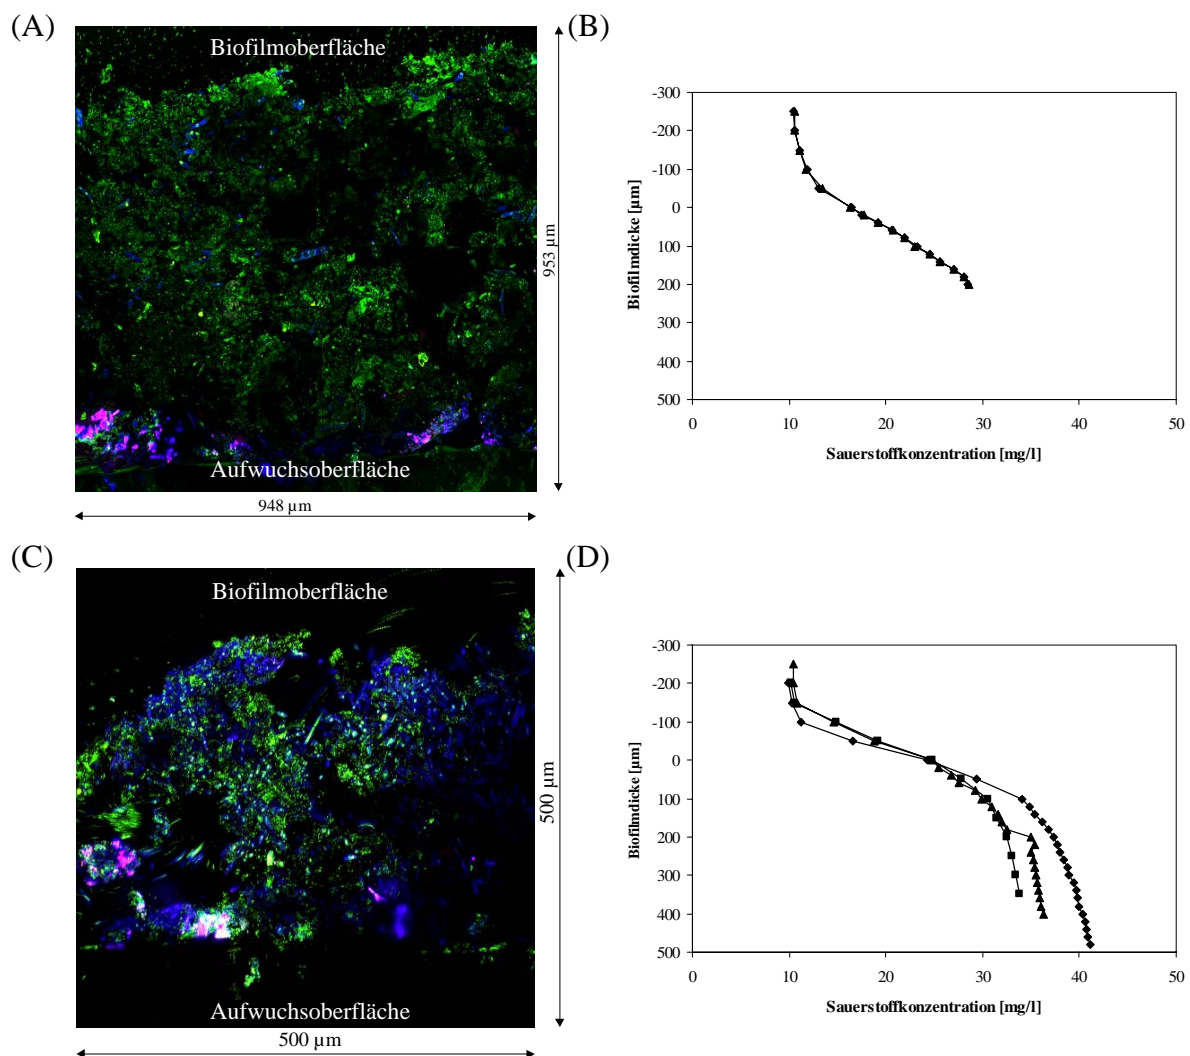 (A)
Biofilmoberfläche
Aufwuchsoberfläche
953 µm
948 µm
(B)
-300
-200
-100
0
100
200
300
400
500
Biofilmdicke [µm]
0 10 20 30 40 50
Sauerstoffkonzentration [mg/l]
(C)
Biofilmoberfläche
Aufwuchsoberfläche
500 µm
500 µm
(D)
-300
-200
-100
0
100
200
300
400
500
Biofilmdicke [µm]
0 10 20 30 40 50
Sauerstoffkonzentration [mg/l]